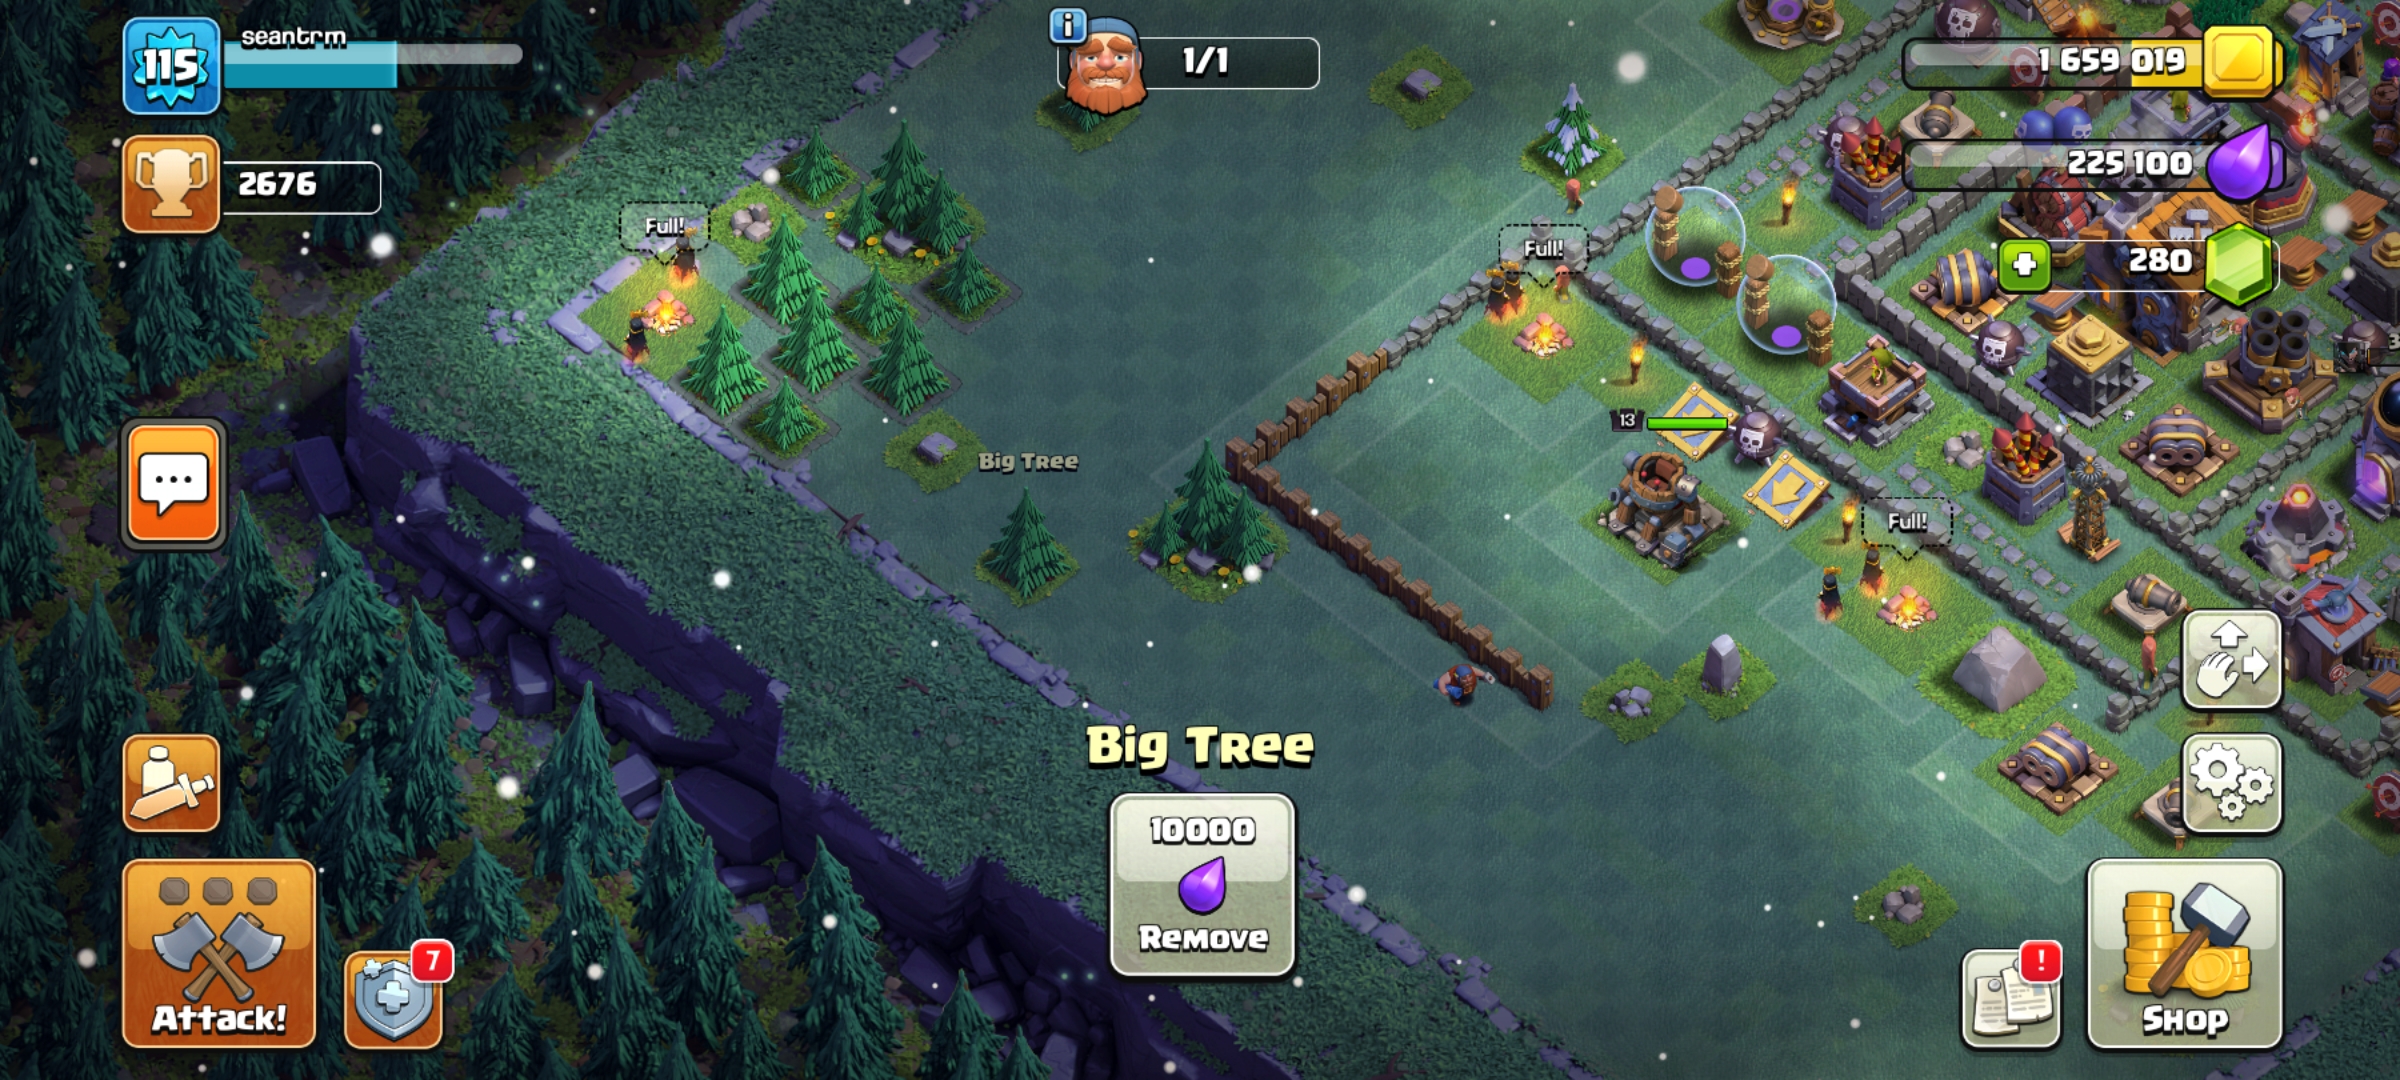 115
seantrm
i
1/1
1 659 019
2676
225 100
Full!
Full!
280
13
Big Tree
Full!
Big Tree
10000
Remove
7
Attack!
!
Shop